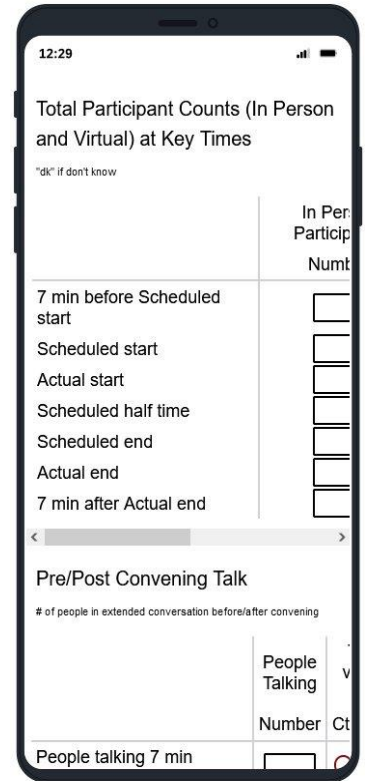 12:29
Total Participant Counts (In Person
and Virtual) at Key Times
"dk" if don't know
In Pers
Particip
Numb
7 min before Scheduled
start
Scheduled start
Actual start
Scheduled half time
Scheduled end
Actual end
7 min after Actual end
Pre/Post Convening Talk
# of people in extended conversation before/after convening
People
Talking
Number Ct
People talking 7 min